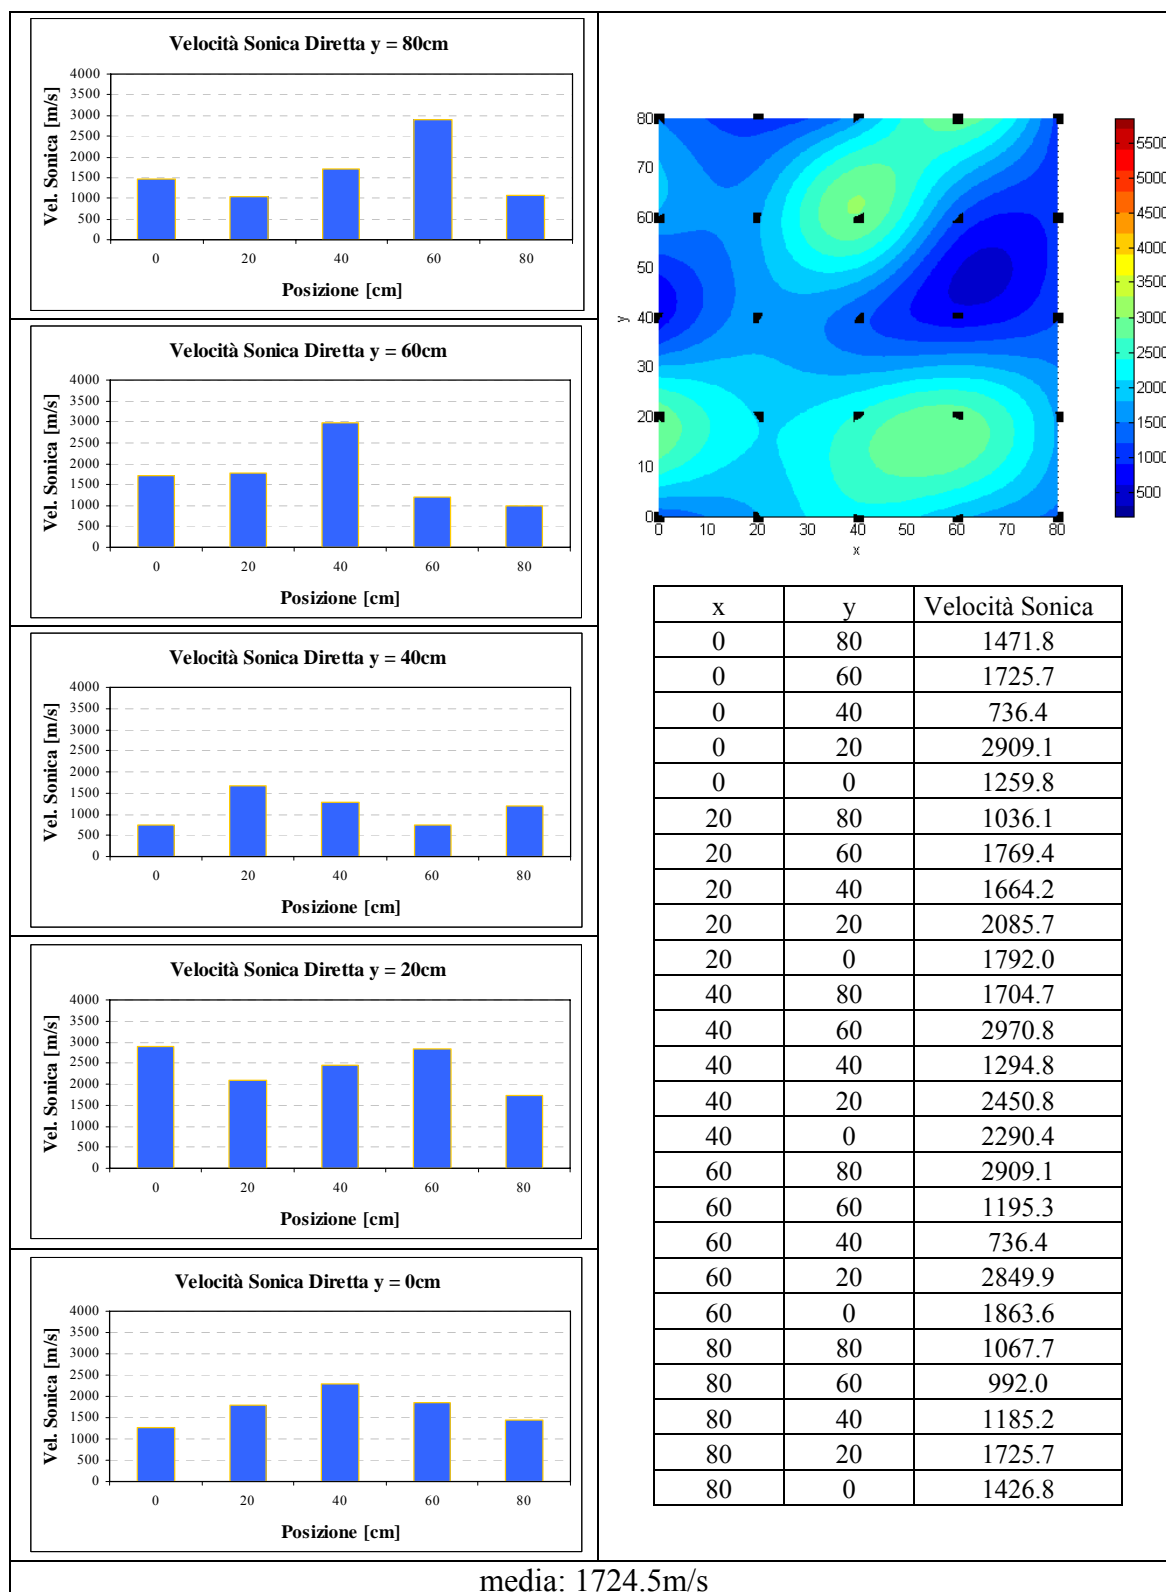 Velocità Sonica Diretta y = 80cm
Vel. Sonica [m/s]
4000
3500
3000
2500
2000
1500
1000
500
0
0 20 40 60 80
Posizione [cm]
Velocità Sonica Diretta y = 60cm
Vel. Sonica [m/s]
4000
3500
3000
2500
2000
1500
1000
500
0
0 20 40 60 80
Posizione [cm]
Velocità Sonica Diretta y = 40cm
Vel. Sonica [m/s]
4000
3500
3000
2500
2000
1500
1000
500
0
0 20 40 60 80
Posizione [cm]
Velocità Sonica Diretta y = 20cm
Vel. Sonica [m/s]
4000
3500
3000
2500
2000
1500
1000
500
0
0 20 40 60 80
Posizione [cm]
Velocità Sonica Diretta y = 0cm
Vel. Sonica [m/s]
4000
3500
3000
2500
2000
1500
1000
500
0
0 20 40 60 80
Posizione [cm]
80
70
60
50
40
30
20
10
0
y
0 10 20 30 40 50 60 70 80
x
5500
5000
4500
4000
3500
3000
2500
2000
1500
1000
500
x y Velocità Sonica
0 80 1471.8
0 60 1725.7
0 40 736.4
0 20 2909.1
0 0 1259.8
20 80 1036.1
20 60 1769.4
20 40 1664.2
20 20 2085.7
20 0 1792.0
40 80 1704.7
40 60 2970.8
40 40 1294.8
40 20 2450.8
40 0 2290.4
60 80 2909.1
60 60 1195.3
60 40 736.4
60 20 2849.9
60 0 1863.6
80 80 1067.7
80 60 992.0
80 40 1185.2
80 20 1725.7
80 0 1426.8
media: 1724.5m/s